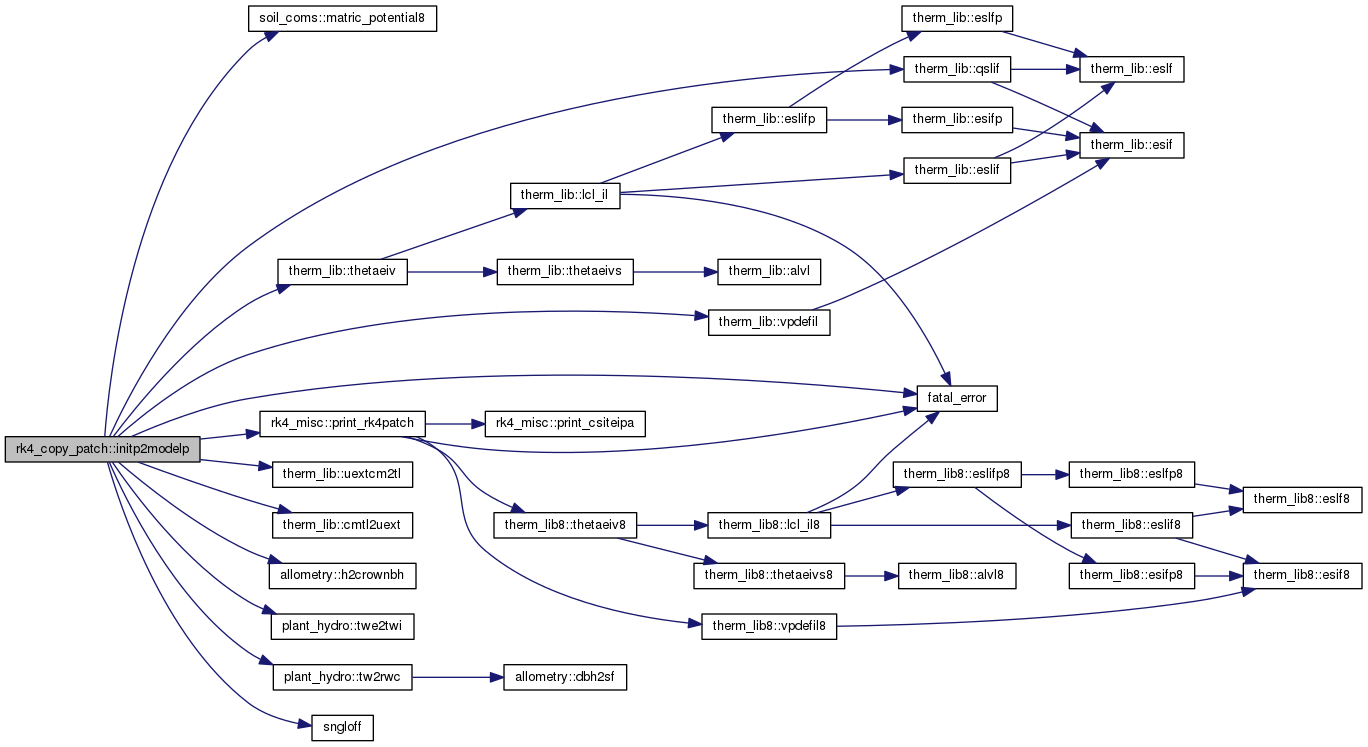 soil_coms::matric_potential8
therm_lib::eslfp
therm_lib::qslif
therm_lib::eslf
therm_lib::eslifp
therm_lib::esifp
therm_lib::esif
therm_lib::eslif
therm_lib::lcl_il
therm_lib::thetaeiv
therm_lib::thetaeivs
therm_lib::alvl
therm_lib::vpdefil
fatal_error
rk4_misc::print_rk4patch
rk4_misc::print_csiteipa
rk4_copy_patch::initp2modelp
therm_lib::uextcm2tl
therm_lib8::eslifp8
therm_lib8::eslfp8
therm_lib8::eslf8
therm_lib::cmtl2uext
therm_lib8::thetaeiv8
therm_lib8::lcl_il8
therm_lib8::eslif8
allometry::h2crownbh
therm_lib8::thetaeivs8
therm_lib8::alvl8
therm_lib8::esifp8
therm_lib8::esif8
plant_hydro::twe2twi
therm_lib8::vpdefil8
plant_hydro::tw2rwc
allometry::dbh2sf
sngloff